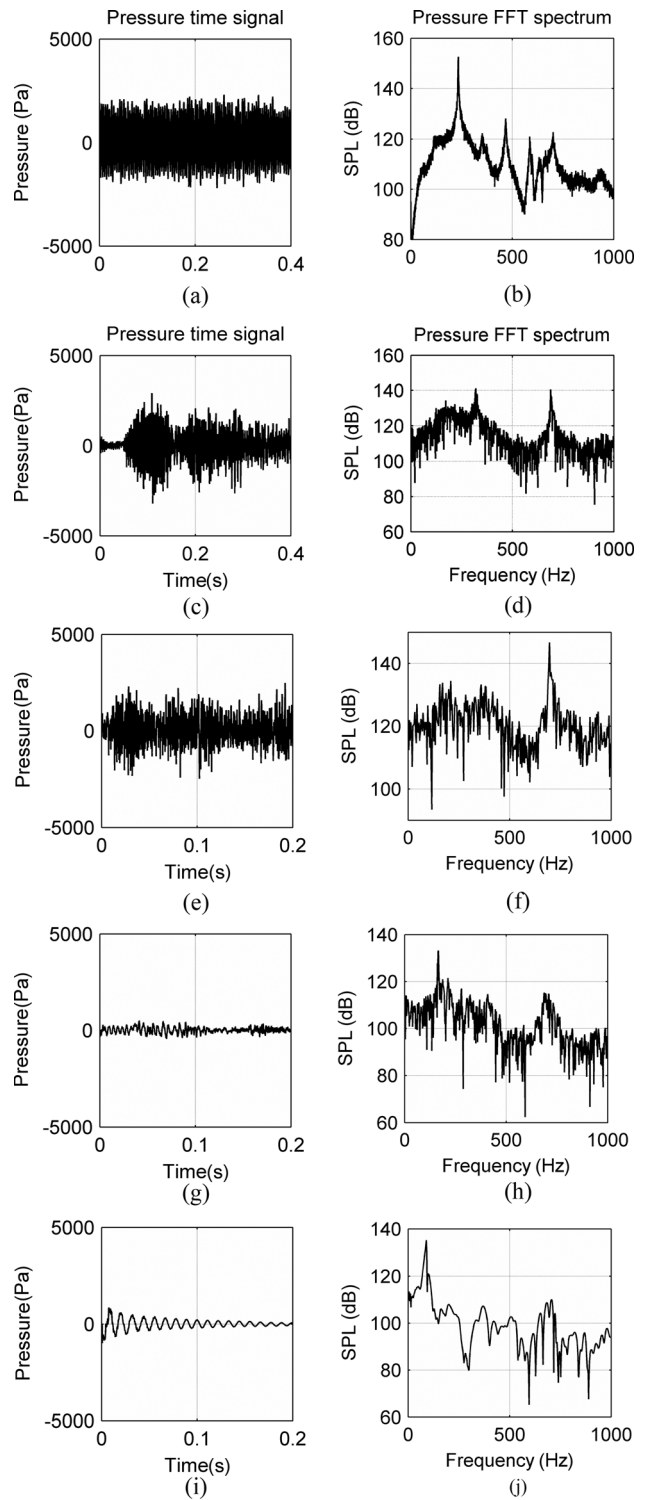 Pressure time signal
5000
0
-5000
Pressure (Pa)
0 0.2 0.4
(a)
Pressure FFT spectrum
160
140
120
100
80
SPL (dB)
0 500 1000
(b)
Pressure time signal
5000
0
-5000
Pressure(Pa)
0 0.2 0.4
Time(s)
(c)
Pressure FFT spectrum
160
140
120
100
80
60
SPL (dB)
0 500 1000
Frequency (Hz)
(d)
5000
0
-5000
Pressure(Pa)
0 0.1 0.2
Time(s)
(e)
140
120
100
SPL (dB)
0 500 1000
Frequency (Hz)
(f)
5000
0
-5000
Pressure(Pa)
0 0.1 0.2
Time(s)
(g)
140
120
100
80
60
SPL (dB)
0 500 1000
Frequency (Hz)
(h)
5000
0
-5000
Pressure(Pa)
0 0.1 0.2
Time(s)
(i)
140
120
100
80
60
SPL (dB)
0 500 1000
Frequency (Hz)
(j)